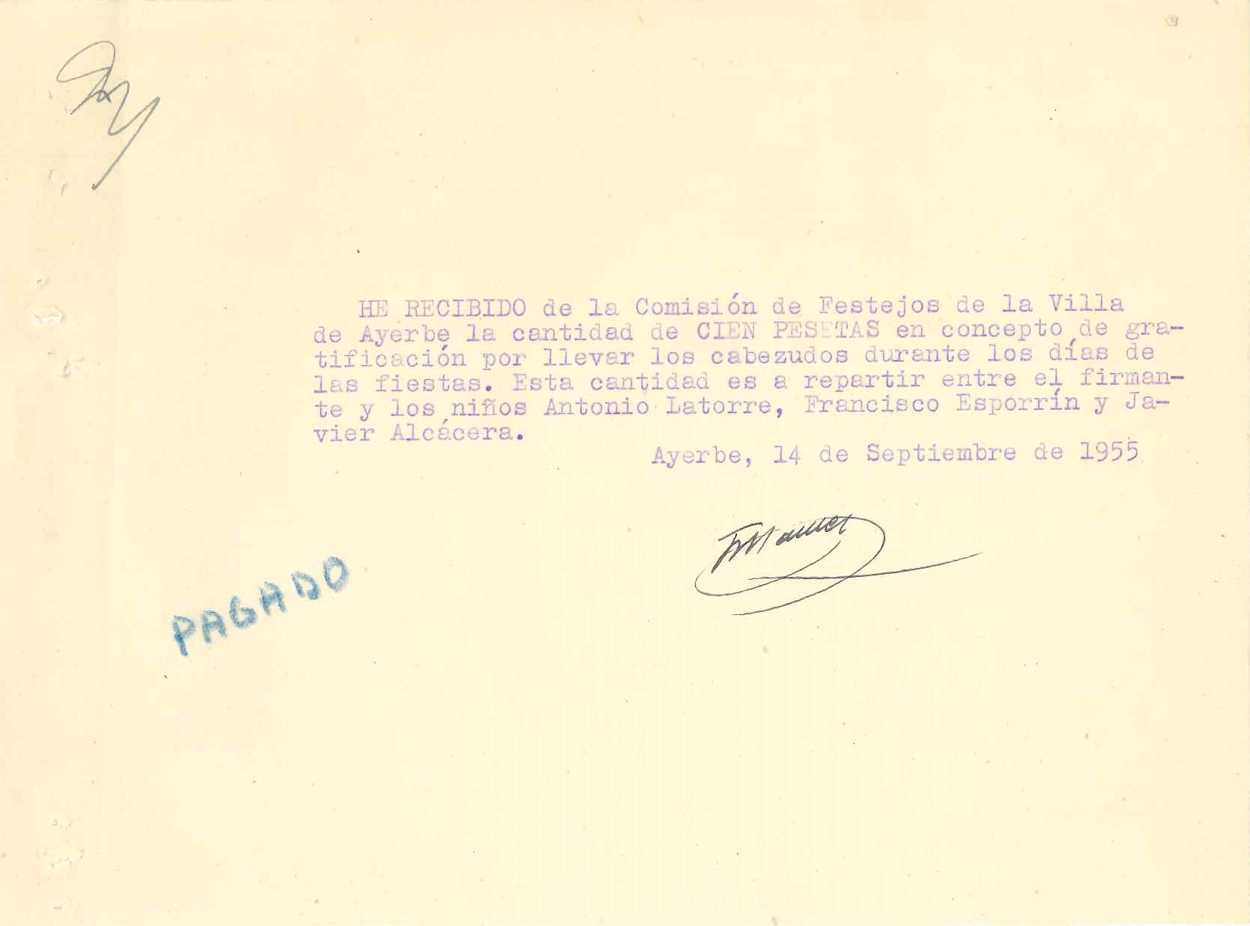 HE RECIBIDO de la Comisión de Festejos de la Villa
de Ayerbe la cantidad de CIEN PESETAS en concepto de gra-
tificación por llevar los cabezudos durante los días de
las fiestas. Esta cantidad es a repartir entre el firman-
te y los niños Antonio Latorre, Francisco Esporrín y Ja-
vier Alcácera.
Ayerbe, 14 de Septiembre de 1955
PAGADO